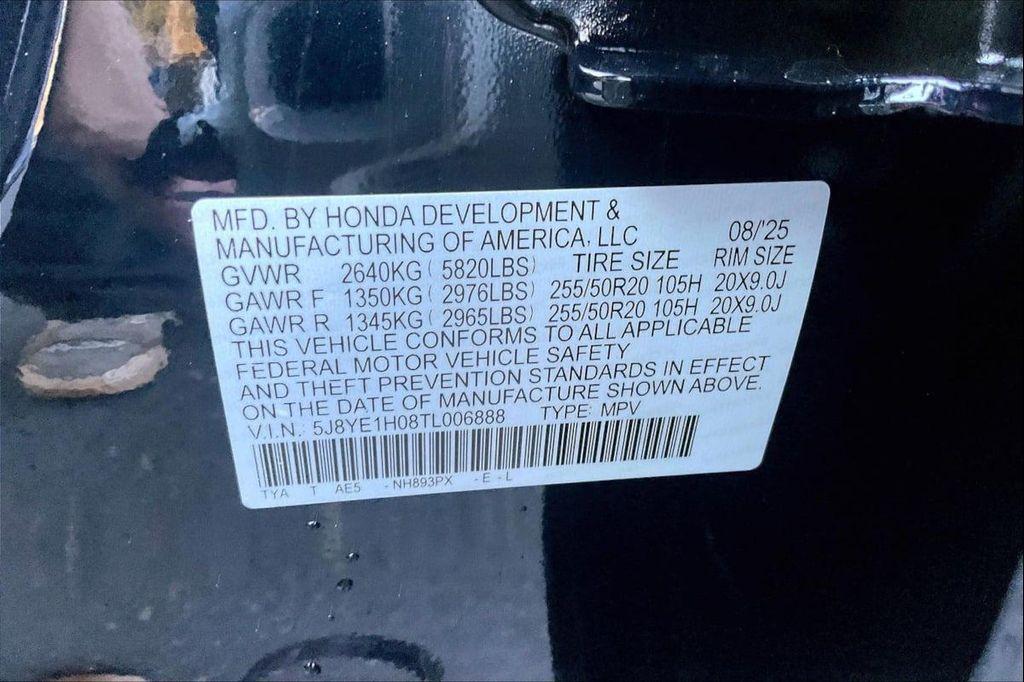 MFD. BY HONDA DEVELOPMENT &
MANUFACTURING OF AMERICA, LLC 08/'25
GVWR 2640KG ( 5820LBS) TIRE SIZE RIM SIZE
GAWR F 1350KG ( 2976LBS) 255/50R20 105H 20X9.0J
GAWR R 1345KG ( 2965LBS) 255/50R20 105H 20X9.0J
THIS VEHICLE CONFORMS TO ALL APPLICABLE
FEDERAL MOTOR VEHICLE SAFETY
AND THEFT PREVENTION STANDARDS IN EFFECT
ON THE DATE OF MANUFACTURE SHOWN ABOVE.
V.I.N.: 5J8YE1H08TL006888 TYPE: MPV
TYA T AE5 - NH893PX - E - L